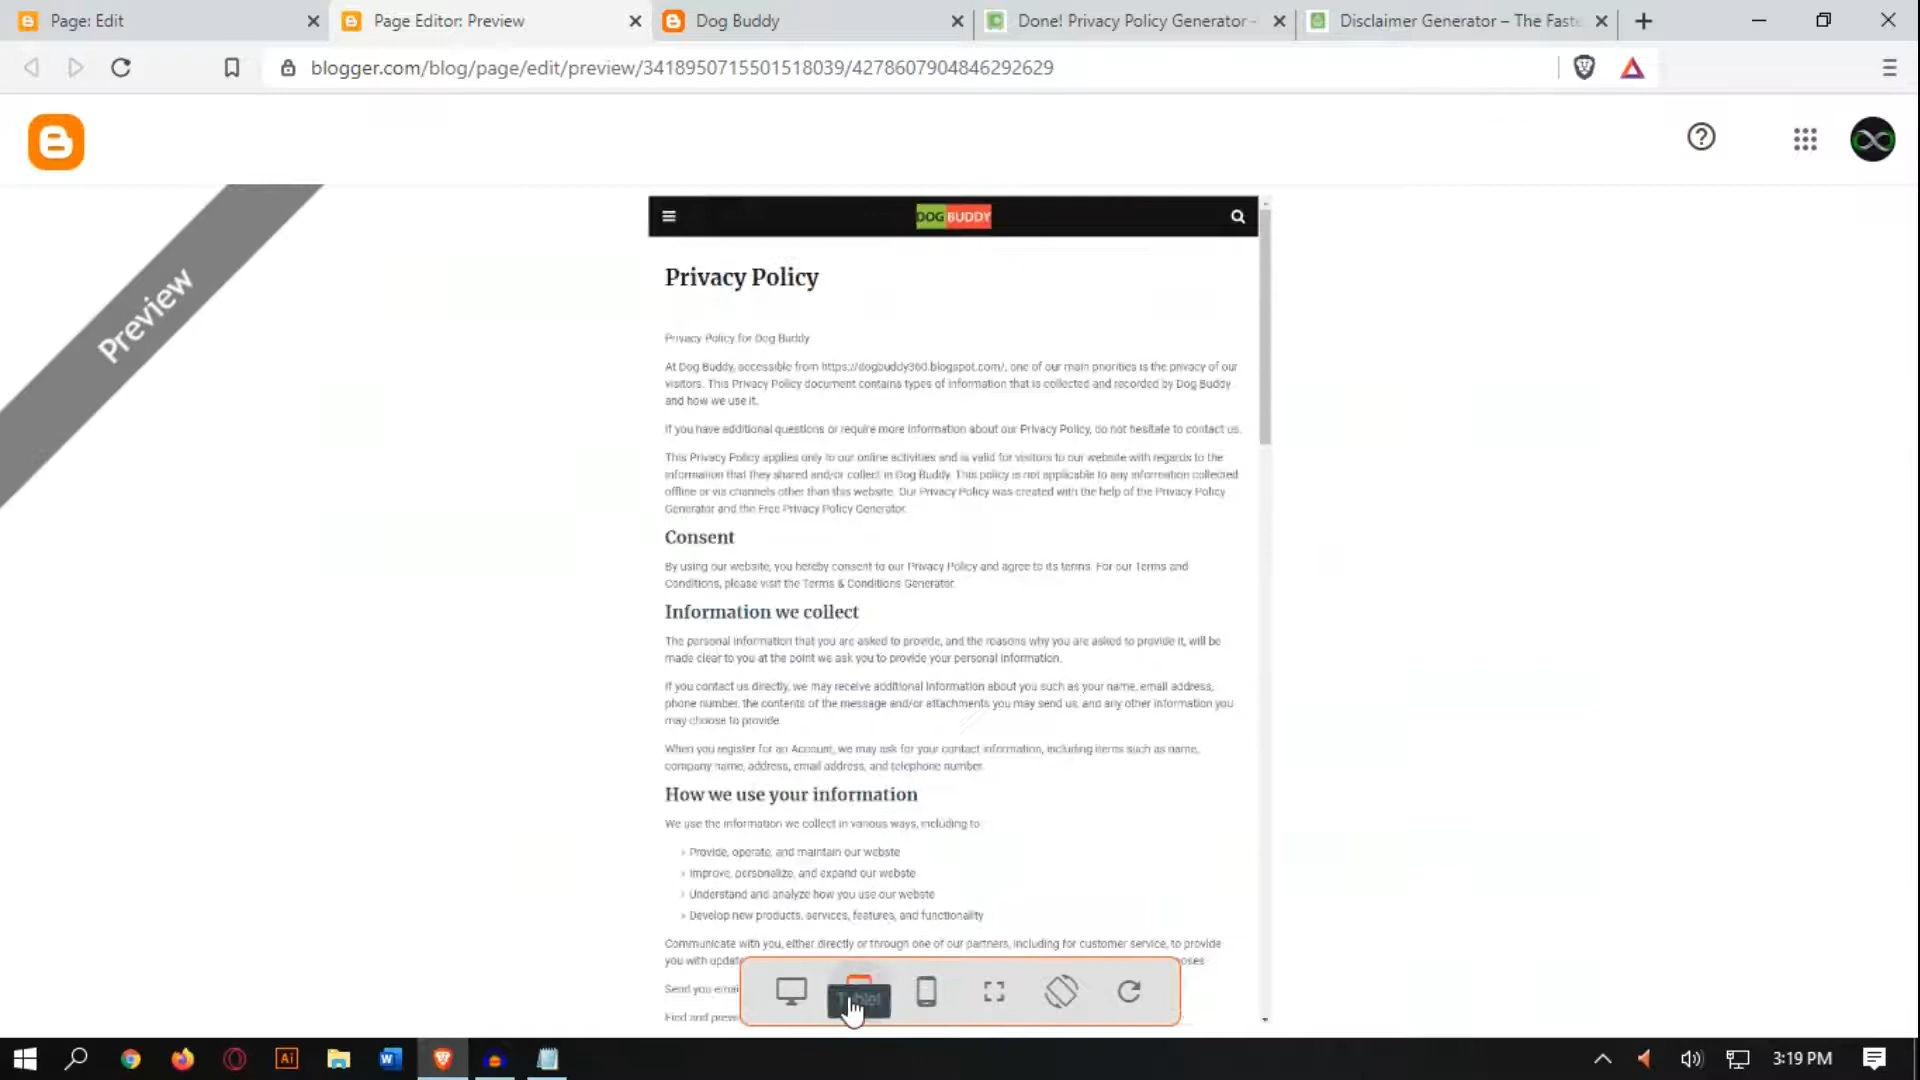 Page: Edit
Page Editor: Preview
Dog Buddy
Done! Privacy Policy Generator -
Disclaimer Generator – The Faste
blogger.com/blog/page/edit/preview/3418950715501518039/4278607904846292629
Preview
DOG BUDDY
Privacy Policy
Privacy Policy for Dog Buddy
At Dog Buddy, accessible from https://dogbuddy360.blogspot.com/, one of our main priorities is the privacy of our
visitors. This Privacy Policy document contains types of information that is collected and recorded by Dog Buddy
and how we use it.
If you have additional questions or require more information about our Privacy Policy, do not hesitate to contact us.
This Privacy Policy applies only to our online activities and is valid for visitors to our website with regards to the
information that they shared and/or collect in Dog Buddy. This policy is not applicable to any information collected
offline or via channels other than this website. Our Privacy Policy was created with the help of the Privacy Policy
Generator and the Free Privacy Policy Generator.
Consent
By using our website, you hereby consent to our Privacy Policy and agree to its terms. For our Terms and
Conditions, please visit the Terms & Conditions Generator.
Information we collect
The personal information that you are asked to provide, and the reasons why you are asked to provide it, will be
made clear to you at the point we ask you to provide your personal information.
If you contact us directly, we may receive additional information about you such as your name, email address,
phone number, the contents of the message and/or attachments you may send us, and any other information you
may choose to provide.
When you register for an Account, we may ask for your contact information, including items such as name,
company name, address, email address, and telephone number.
How we use your information
We use the information we collect in various ways, including to:
Provide, operate, and maintain our website
Improve, personalize, and expand our website
Understand and analyze how you use our website
Develop new products, services, features, and functionality
Communicate with you, either directly or through one of our partners, including for customer service, to provide
you with updat oses
Send you emai
Find and preve
Tablet
3:19 PM